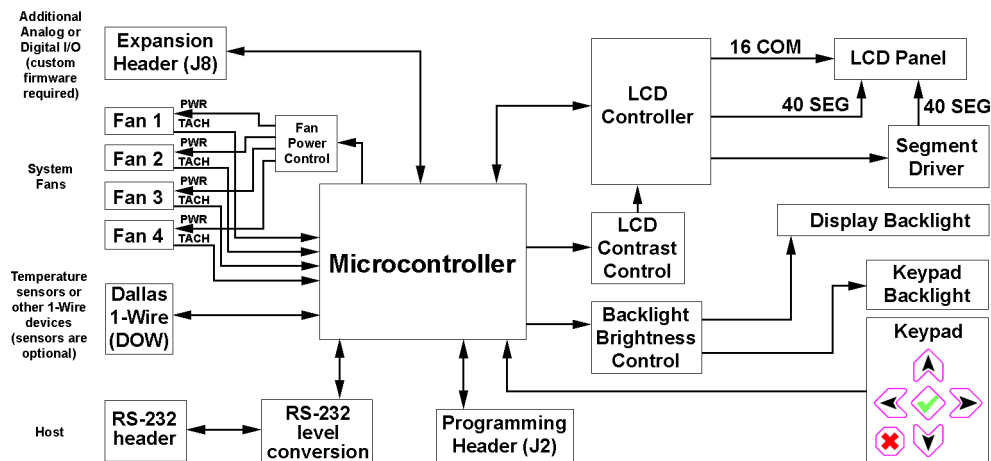 Additional
Analog or
Digital I/O
(custom
firmware
required)
Expansion
Header (J8)
16 COM
LCD Panel
LCD
Controller
40 SEG
40 SEG
Segment
Driver
PWR
Fan 1
TACH
Fan
Power
Control
PWR
Fan 2
TACH
System
Fans
PWR
Fan 3
TACH
PWR
Fan 4
TACH
Microcontroller
LCD
Contrast
Control
Display Backlight
Keypad
Backlight
Temperature
sensors or
other 1-Wire
devices
(sensors are
optional)
Dallas
1-Wire
(DOW)
Backlight
Brightness
Control
Keypad
Host
RS-232
header
RS-232
level
conversion
Programming
Header (J2)